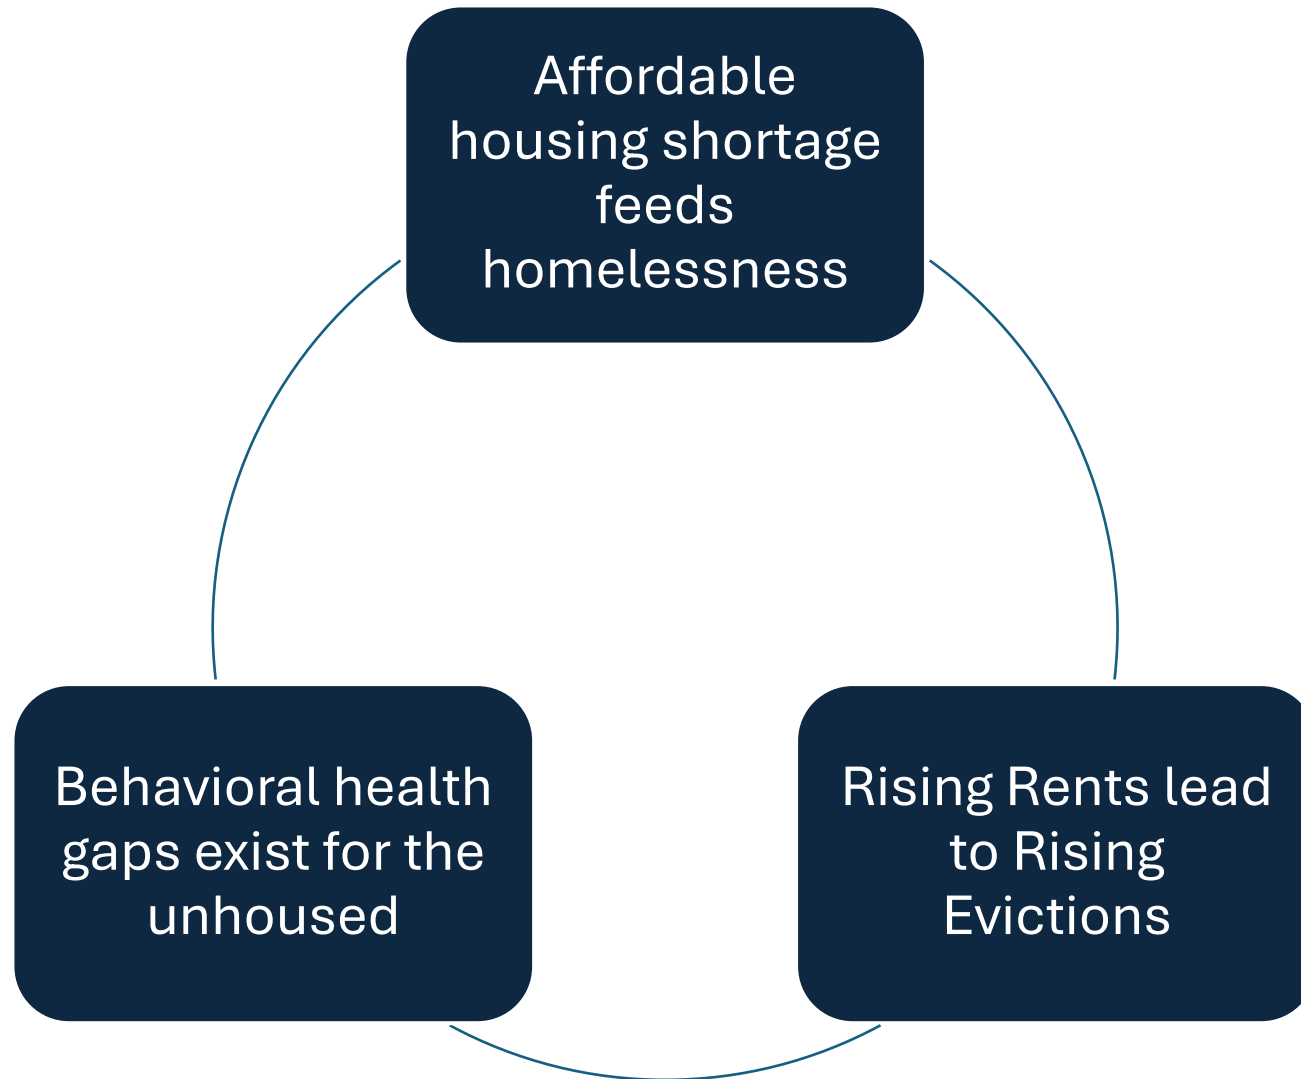 Affordable
housing shortage
feeds
homelessness
Behavioral health
gaps exist for the
unhoused
Rising Rents lead
to Rising
Evictions